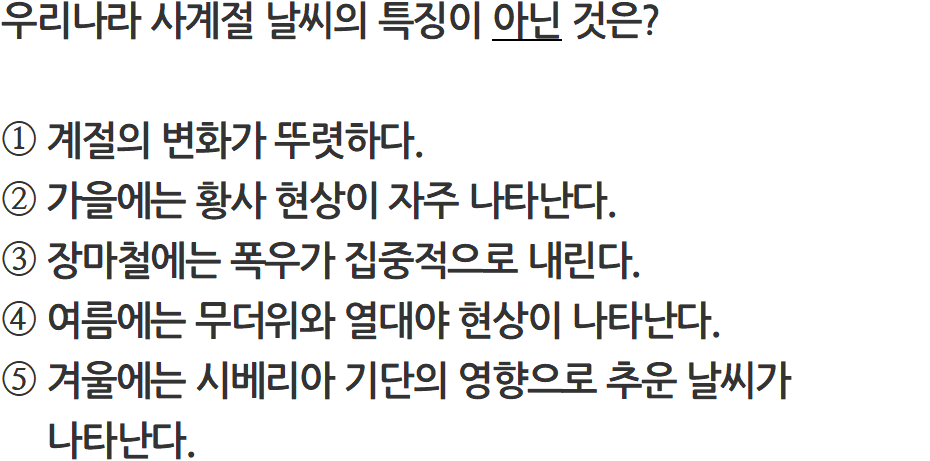 우리나라 사계절 날씨의 특징이 아닌 것은?
① 계절의 변화가 뚜렷하다.
② 가을에는 황사 현상이 자주 나타난다.
③ 장마철에는 폭우가 집중적으로 내린다.
④ 여름에는 무더위와 열대야 현상이 나타난다.
⑤ 겨울에는 시베리아 기단의 영향으로 추운 날씨가
나타난다.